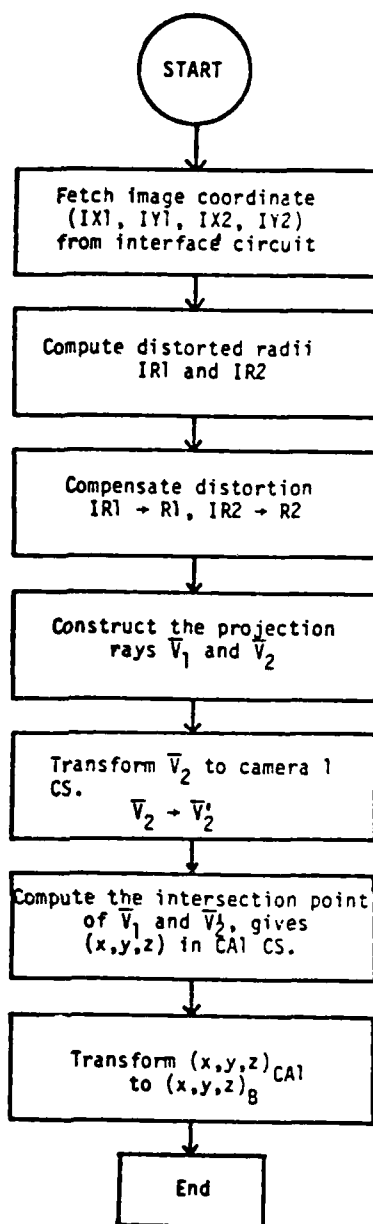 START
Fetch image coordinate
(IX1, IY1, IX2, IY2)
from interface circuit
Compute distorted radii
IR1 and IR2
Compensate distortion
IR1 → R1, IR2 → R2
Construct the projection
rays V̅₁ and V̅₂
Transform V̅₂ to camera 1
CS.
V̅₂ → V̅₂'
Compute the intersection point
of V̅₁ and V̅₂', gives
(x,y,z) in CA1 CS.
Transform (x,y,z)CA1
to (x,y,z)B
End